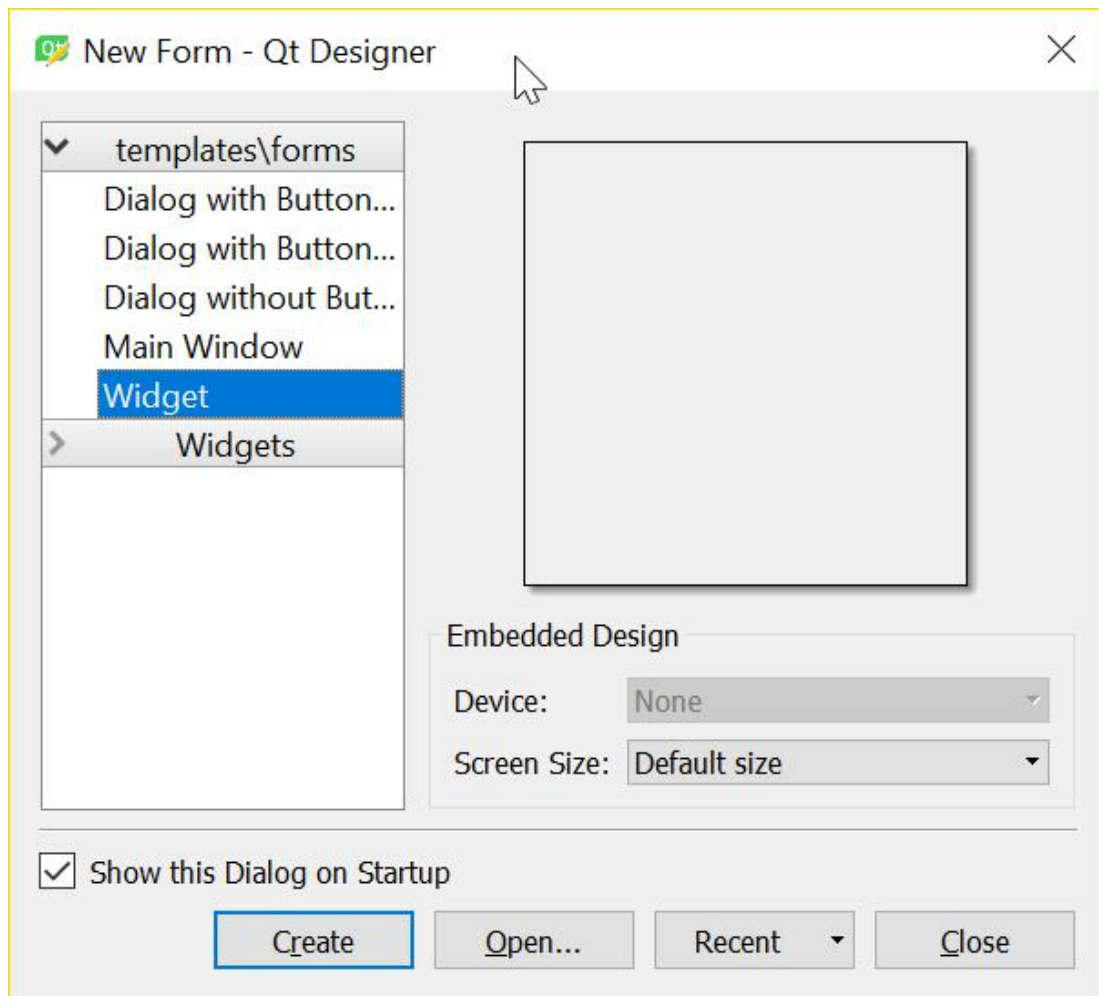 New Form - Qt Designer
templates\forms
Dialog with Button...
Dialog with Button...
Dialog without But...
Main Window
Widget
Widgets
Embedded Design
Device: None
Screen Size: Default size
Show this Dialog on Startup
Create Open... Recent Close